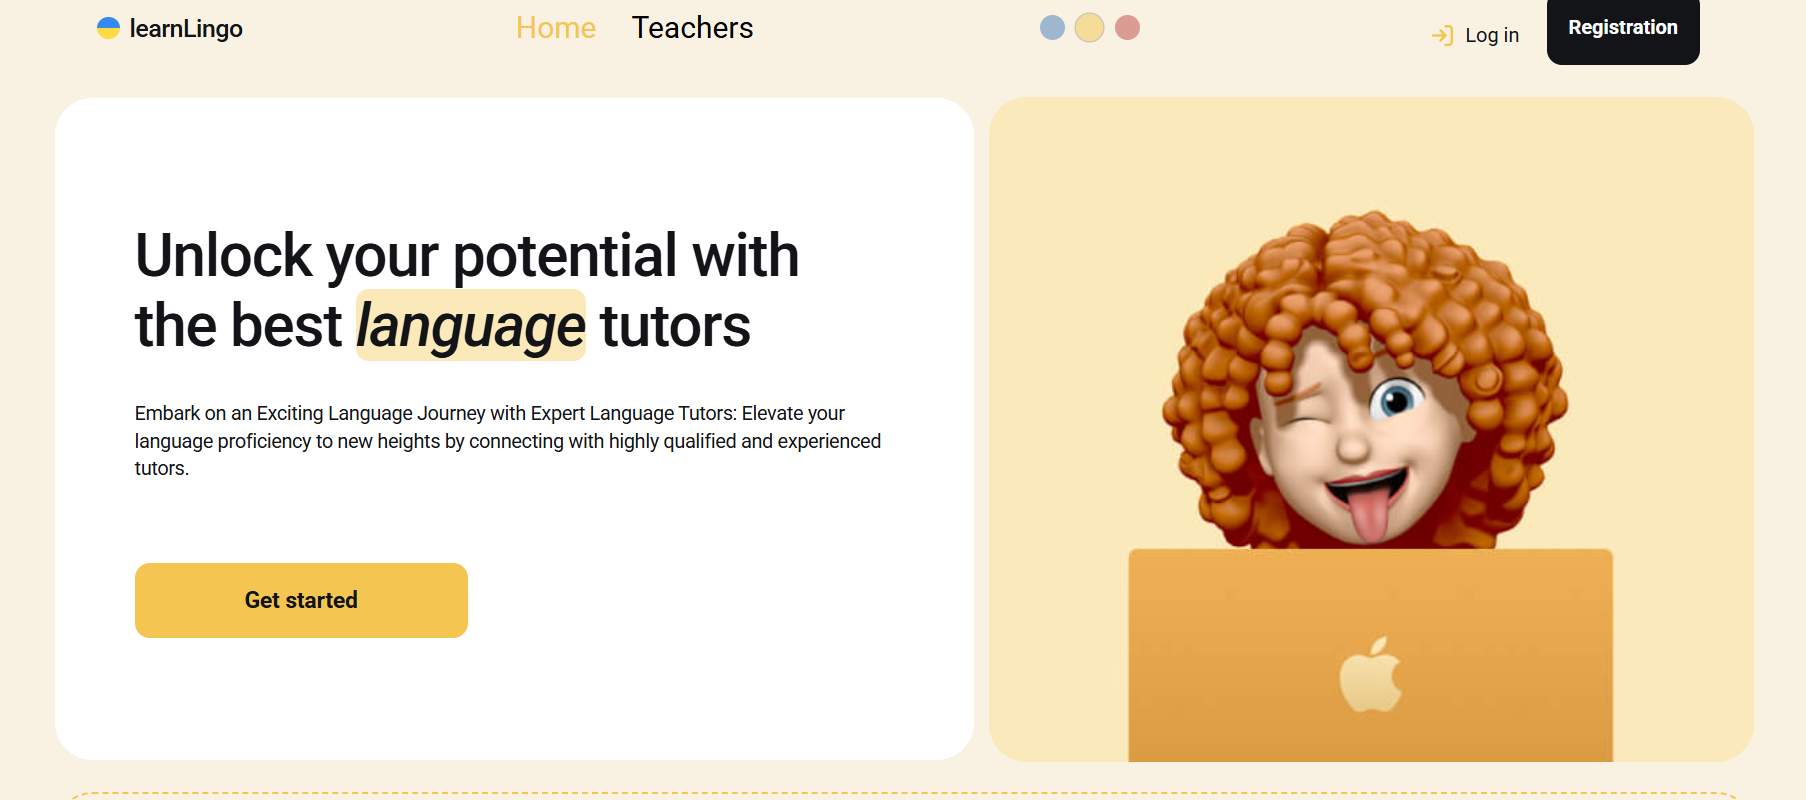 learnLingo
Home Teachers
Log in
Registration
Unlock your potential with
the best language tutors
Embark on an Exciting Language Journey with Expert Language Tutors: Elevate your
language proficiency to new heights by connecting with highly qualified and experienced
tutors.
Get started